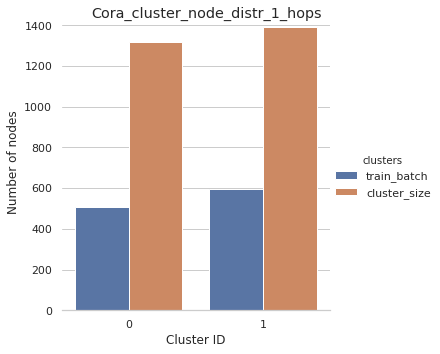 Cora_cluster_node_distr_1_hops
Number of nodes
1400
1200
1000
800
600
400
200
0
0 1
Cluster ID
clusters
train_batch
cluster_size